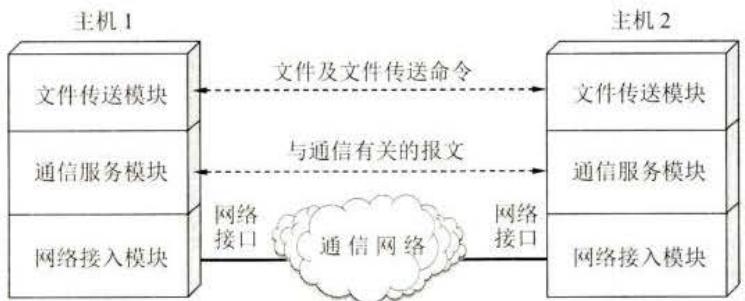 主机 1
主机 2
文件传送模块
文件及文件传送命令
文件传送模块
通信服务模块
与通信有关的报文
通信服务模块
网络接入模块
网络
接口
通信网络
网络
接口
网络接入模块